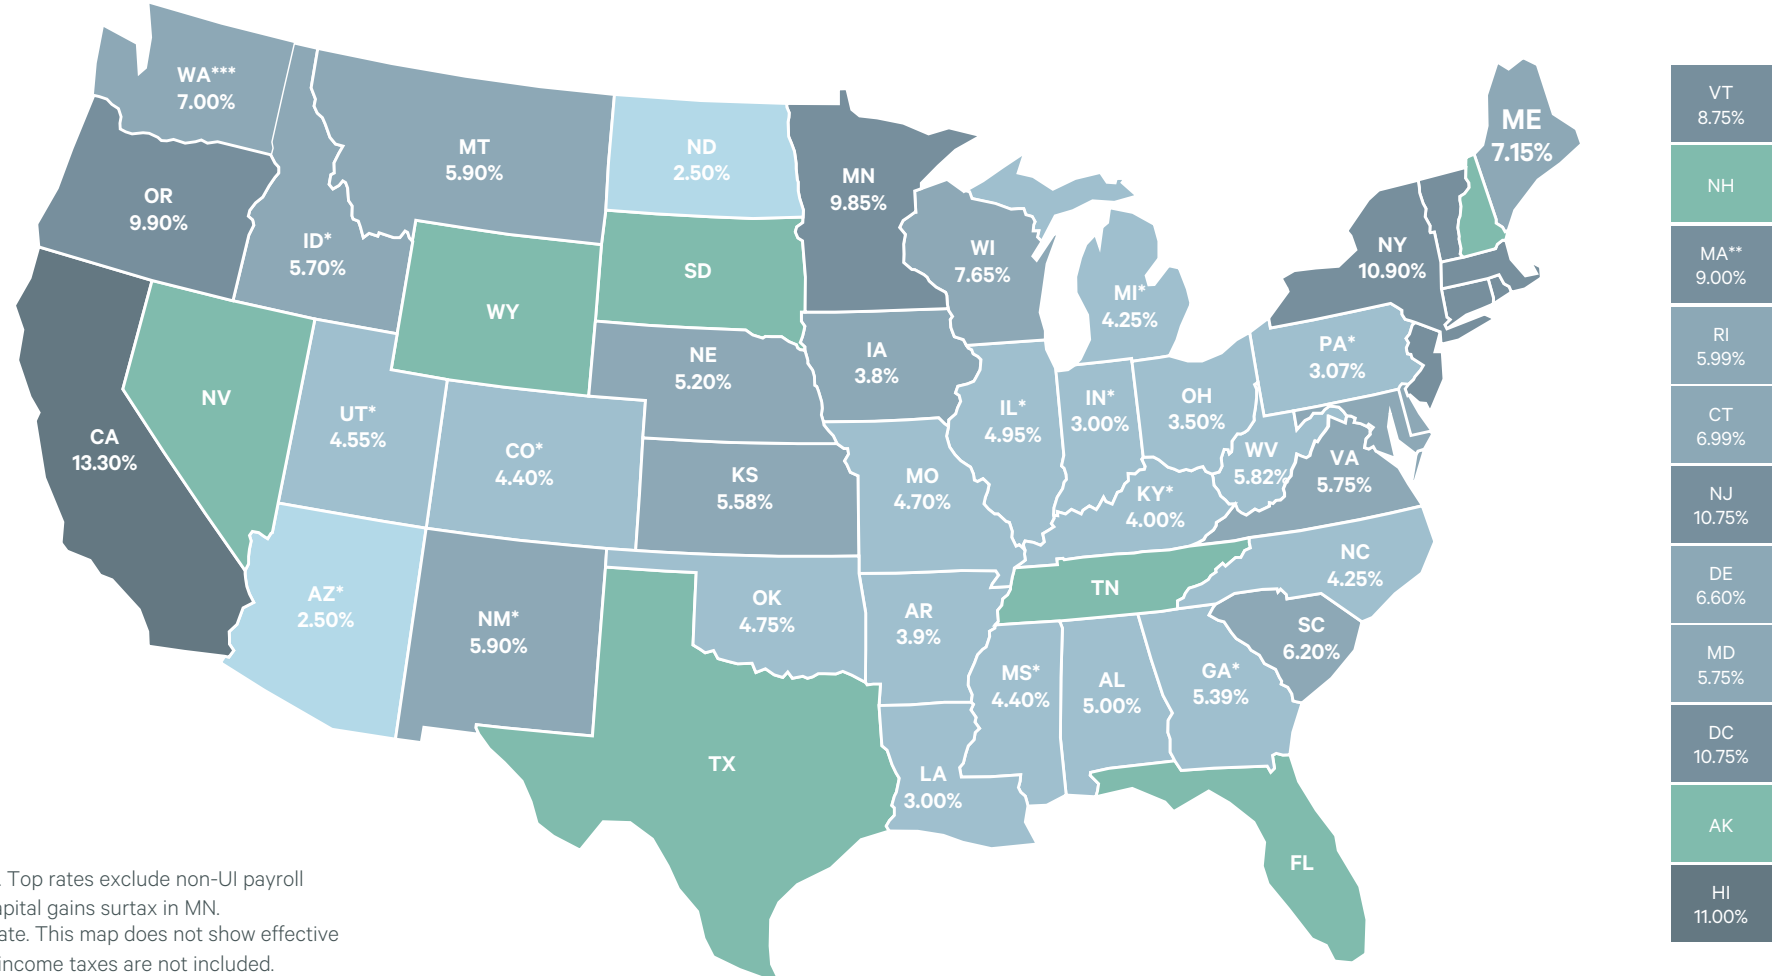 WA***
7.00%
OR
9.90%
CA
13.30%
NV
ID*
5.70%
MT
5.90%
WY
UT*
4.55%
CO*
4.40%
AZ*
2.50%
NM*
5.90%
ND
2.50%
SD
NE
5.20%
KS
5.58%
OK
4.75%
TX
MN
9.85%
IA
3.8%
MO
4.70%
AR
3.9%
LA
3.00%
WI
7.65%
IL*
4.95%
MI*
4.25%
IN*
3.00%
OH
3.50%
KY*
4.00%
TN
MS*
4.40%
AL
5.00%
GA*
5.39%
FL
SC
6.20%
NC
4.25%
VA
5.75%
WV
5.82%
PA*
3.07%
NY
10.90%
ME
7.15%
VT
8.75%
NH
MA**
9.00%
RI
5.99%
CT
6.99%
NJ
10.75%
DE
6.60%
MD
5.75%
DC
10.75%
AK
HI
11.00%
. Top rates exclude non-UI payroll
apital gains surtax in MN.
ate. This map does not show effective
income taxes are not included.